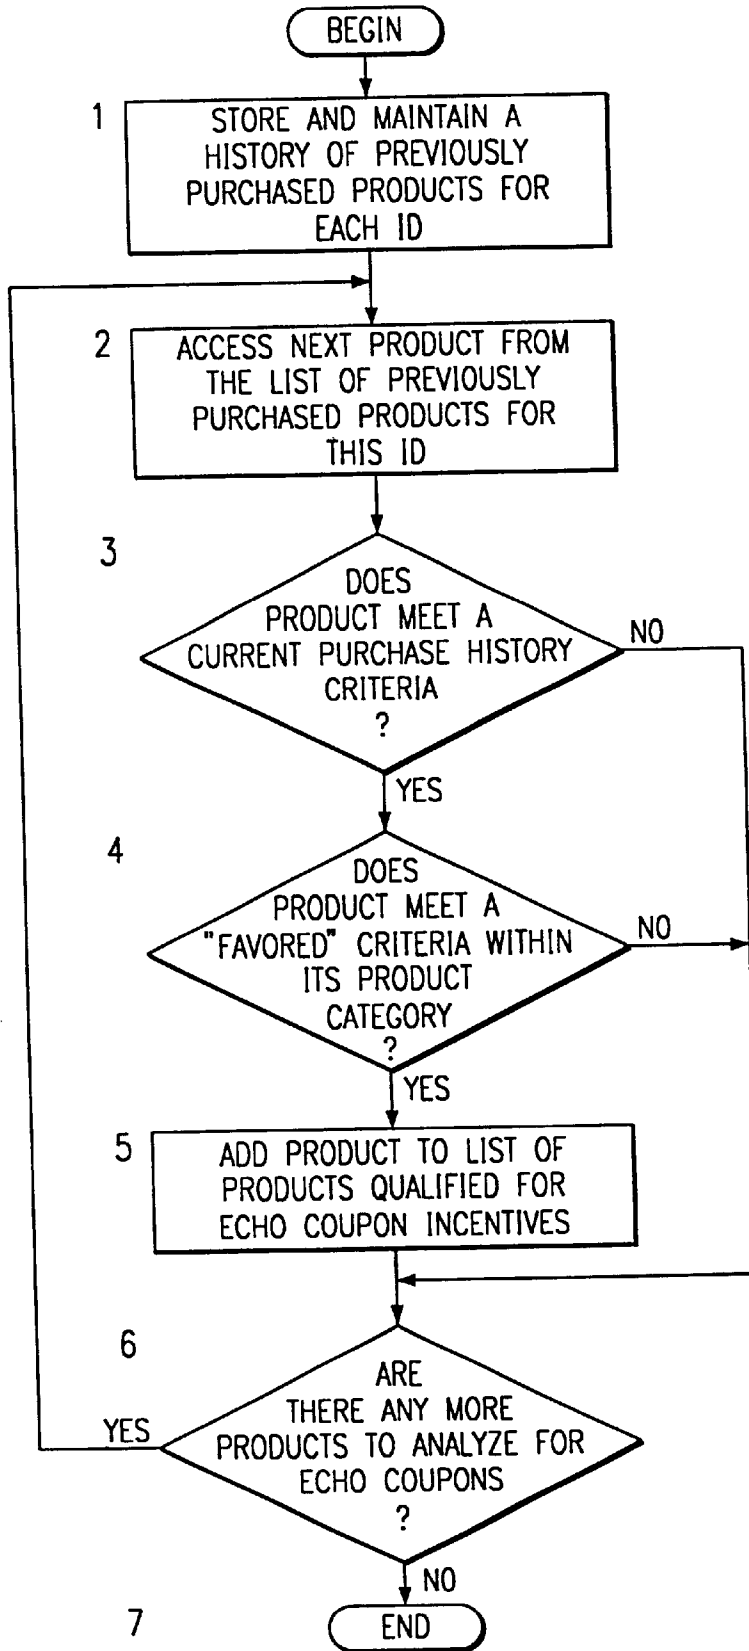 BEGIN
1
STORE AND MAINTAIN A
HISTORY OF PREVIOUSLY
PURCHASED PRODUCTS FOR
EACH ID
2
ACCESS NEXT PRODUCT FROM
THE LIST OF PREVIOUSLY
PURCHASED PRODUCTS FOR
THIS ID
3
DOES
PRODUCT MEET A
CURRENT PURCHASE HISTORY
CRITERIA
?
NO
YES
4
DOES
PRODUCT MEET A
"FAVORED" CRITERIA WITHIN
ITS PRODUCT
CATEGORY
?
NO
YES
5
ADD PRODUCT TO LIST OF
PRODUCTS QUALIFIED FOR
ECHO COUPON INCENTIVES
6
ARE
THERE ANY MORE
PRODUCTS TO ANALYZE FOR
ECHO COUPONS
?
YES
NO
7
END